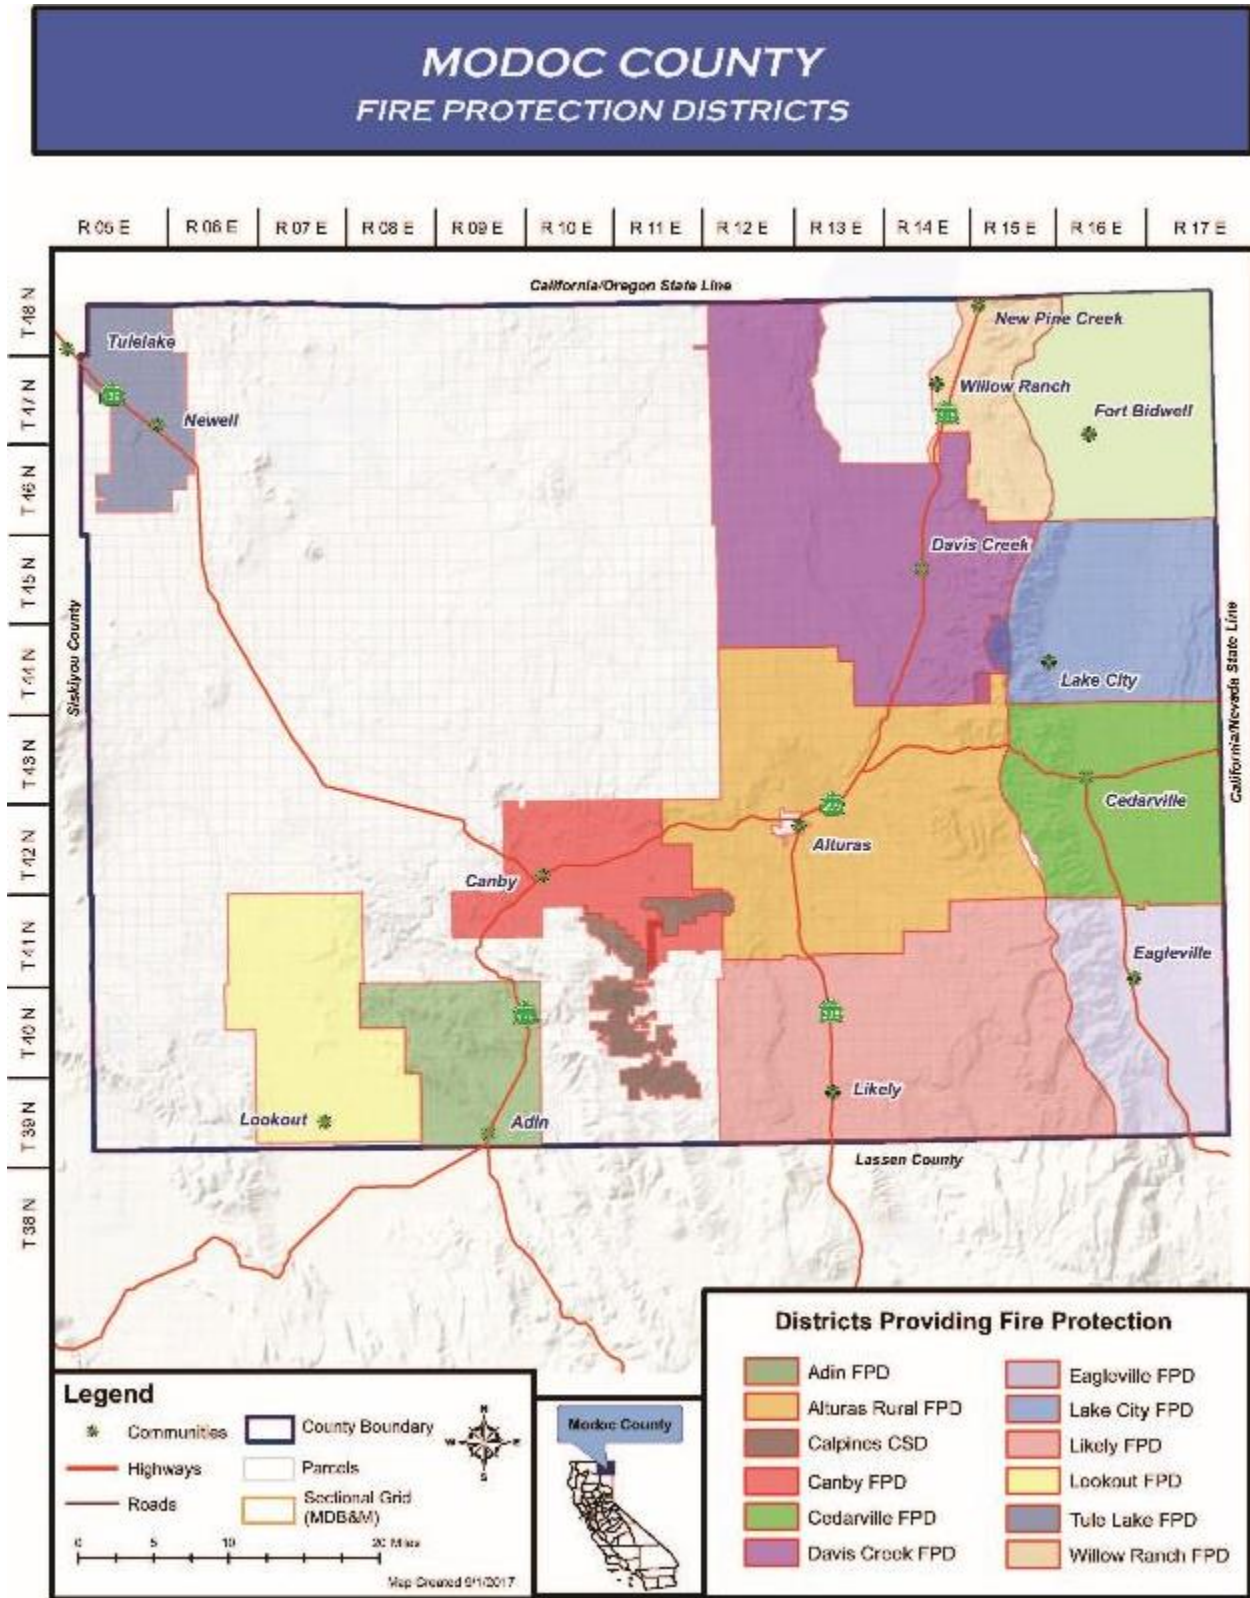 MODOC COUNTY
FIRE PROTECTION DISTRICTS
R 05 E
R 06 E
R 07 E
R 08 E
R 09 E
R 10 E
R 11 E
R 12 E
R 13 E
R 14 E
R 15 E
R 16 E
R 17 E
California/Oregon State Line
T 48 N
T 47 N
T 46 N
T 45 N
T 44 N
T 43 N
T 42 N
T 41 N
T 40 N
T 39 N
T 38 N
Siskiyou County
California/Nevada State Line
Tulelake
Newell
New Pine Creek
Willow Ranch
Fort Bidwell
Davis Creek
Lake City
Cedarville
Alturas
Canby
Eagleville
Likely
Lookout
Adin
Lassen County
Legend
Communities
Highways
Roads
County Boundary
Parcels
Sectional Grid
(MDB&M)
N
W
E
S
0 5 10 20 Miles
Map Created 9/1/2017
Modoc County
Districts Providing Fire Protection
Adin FPD
Alturas Rural FPD
Calpines CSD
Canby FPD
Cedarville FPD
Davis Creek FPD
Eagleville FPD
Lake City FPD
Likely FPD
Lookout FPD
Tule Lake FPD
Willow Ranch FPD